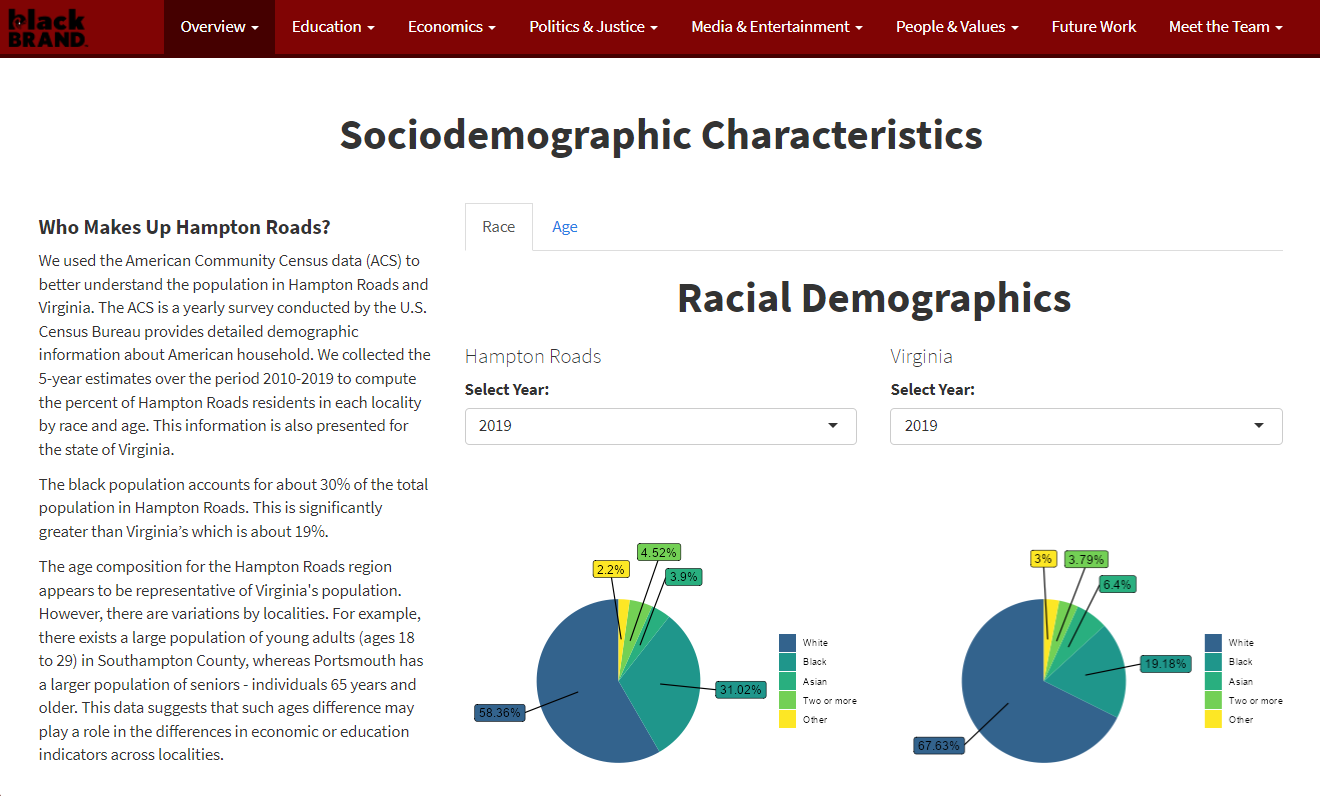 black
BRAND
Overview
Education
Economics
Politics & Justice
Media & Entertainment
People & Values
Future Work
Meet the Team
Sociodemographic Characteristics
Who Makes Up Hampton Roads?
We used the American Community Census data (ACS) to
better understand the population in Hampton Roads and
Virginia. The ACS is a yearly survey conducted by the U.S.
Census Bureau provides detailed demographic
information about American household. We collected the
5-year estimates over the period 2010-2019 to compute
the percent of Hampton Roads residents in each locality
by race and age. This information is also presented for
the state of Virginia.
The black population accounts for about 30% of the total
population in Hampton Roads. This is significantly
greater than Virginia’s which is about 19%.
The age composition for the Hampton Roads region
appears to be representative of Virginia's population.
However, there are variations by localities. For example,
there exists a large population of young adults (ages 18
to 29) in Southampton County, whereas Portsmouth has
a larger population of seniors - individuals 65 years and
older. This data suggests that such ages difference may
play a role in the differences in economic or education
indicators across localities.
Race
Age
Racial Demographics
Hampton Roads
Select Year:
2019
2.2%
4.52%
3.9%
31.02%
58.36%
White
Black
Asian
Two or more
Other
Virginia
Select Year:
2019
3%
3.79%
6.4%
19.18%
67.63%
White
Black
Asian
Two or more
Other